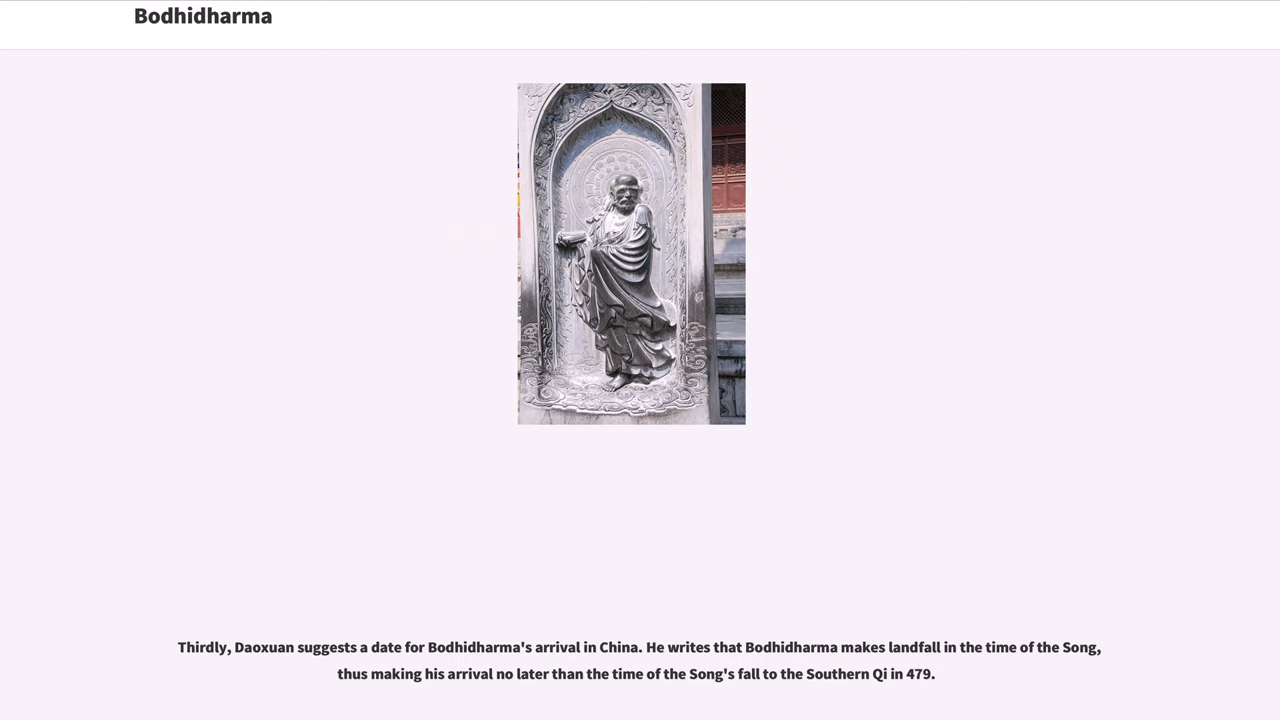 Bodhidharma
Thirdly, Daoxuan suggests a date for Bodhidharma's arrival in China. He writes that Bodhidharma makes landfall in the time of the Song,
thus making his arrival no later than the time of the Song's fall to the Southern Qi in 479.